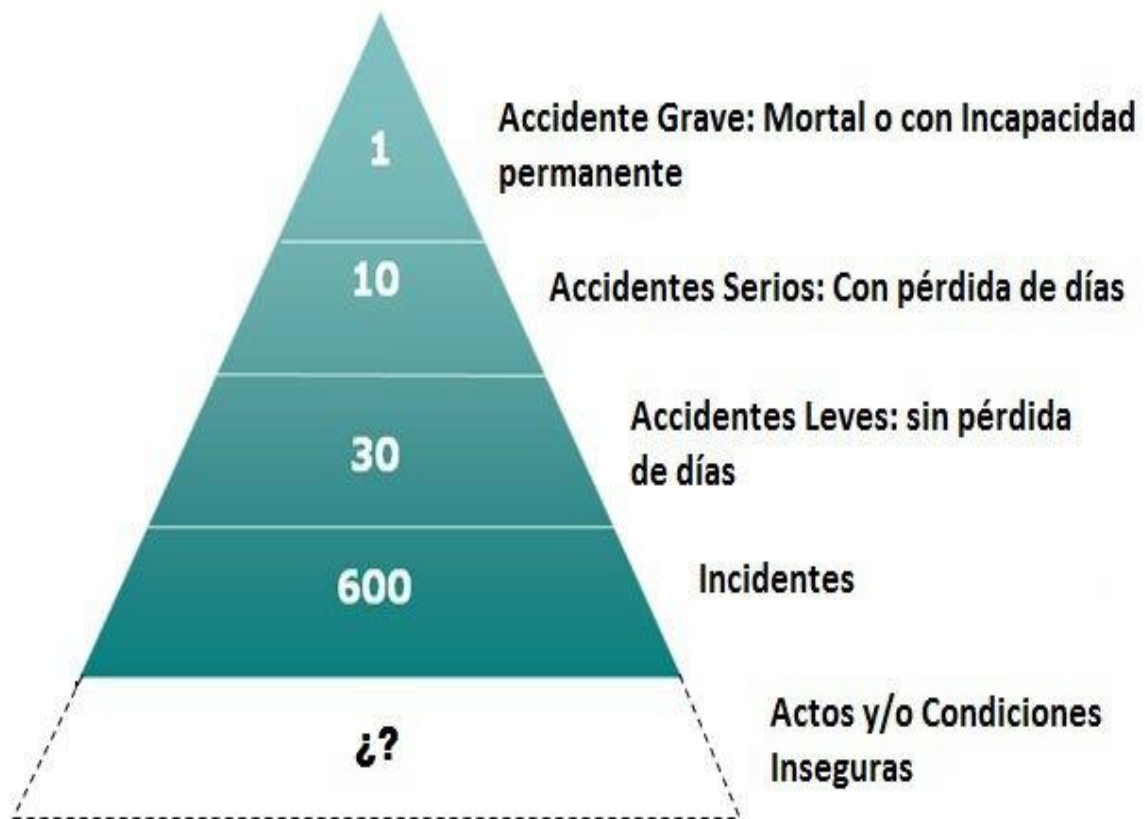 1
Accidente Grave: Mortal o con Incapacidad
permanente
10
Accidentes Serios: Con pérdida de días
30
Accidentes Leves: sin pérdida
de días
600
Incidentes
¿?
Actos y/o Condiciones
Inseguras